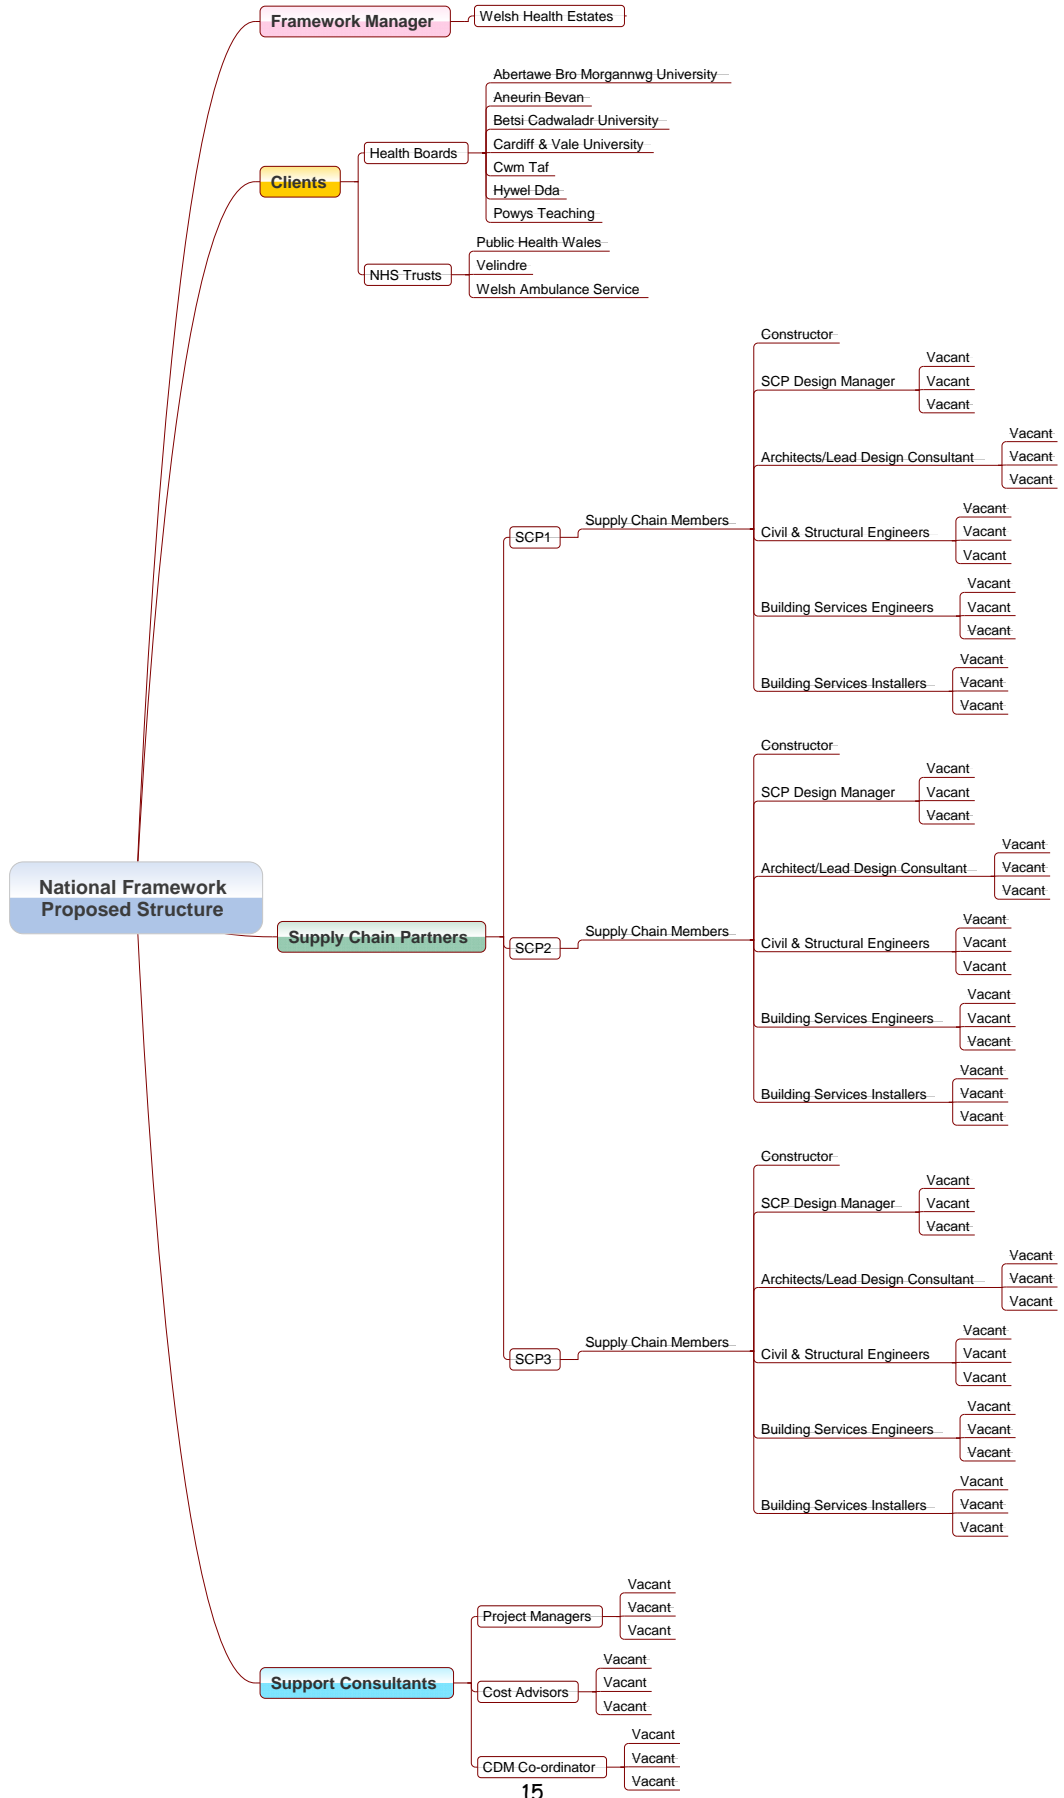 Framework Manager
Welsh Health Estates
Abertawe Bro Morgannwg University
Aneurin Bevan
Betsi Cadwaladr University
Cardiff & Vale University
Health Boards
Cwm Taf
Clients
Hywel Dda
Powys Teaching
Public Health Wales
NHS Trusts
Velindre
Welsh Ambulance Service
Constructor
Vacant
SCP Design Manager
Vacant
Vacant
Vacant
Architects/Lead Design Consultant
Vacant
Vacant
Supply Chain Members
SCP1
Vacant
Civil & Structural Engineers
Vacant
Vacant
Vacant
Building Services Engineers
Vacant
Vacant
Vacant
Building Services Installers
Vacant
Vacant
Constructor
Vacant
SCP Design Manager
Vacant
Vacant
Vacant
Architect/Lead Design Consultant
Vacant
Vacant
National Framework
Proposed Structure
Supply Chain Partners
SCP2
Supply Chain Members
Vacant
Civil & Structural Engineers
Vacant
Vacant
Vacant
Building Services Engineers
Vacant
Vacant
Vacant
Building Services Installers
Vacant
Vacant
Constructor
Vacant
SCP Design Manager
Vacant
Vacant
Vacant
Architects/Lead Design Consultant
Vacant
Vacant
Supply Chain Members
SCP3
Vacant
Civil & Structural Engineers
Vacant
Vacant
Vacant
Building Services Engineers
Vacant
Vacant
Vacant
Building Services Installers
Vacant
Vacant
Vacant
Project Managers
Vacant
Vacant
Support Consultants
Vacant
Cost Advisors
Vacant
Vacant
Vacant
CDM Co-ordinator
Vacant
Vacant
15